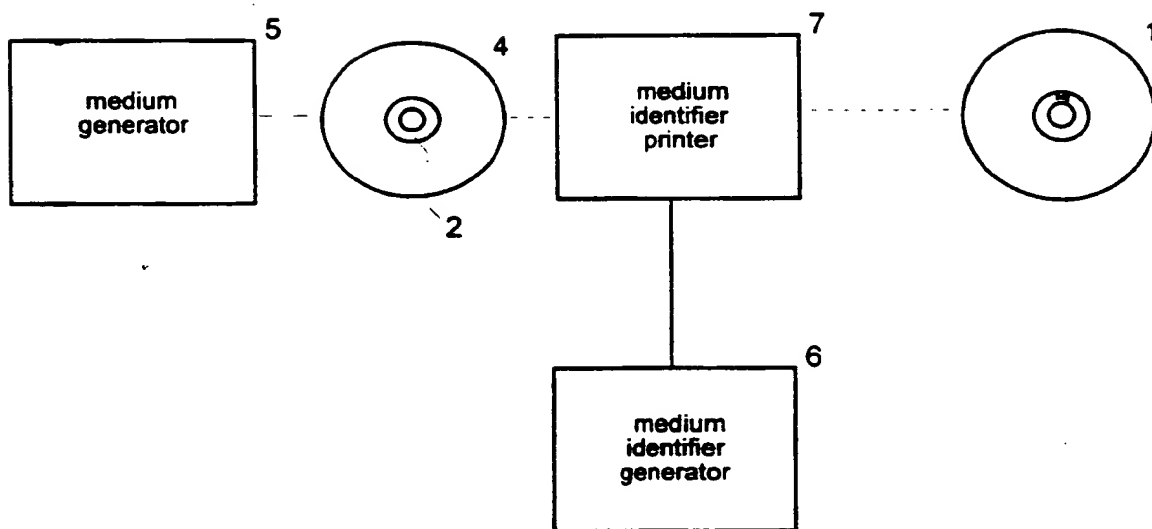 5
medium
generator
4
2
7
medium
identifier
printer
1
6
medium
identifier
generator